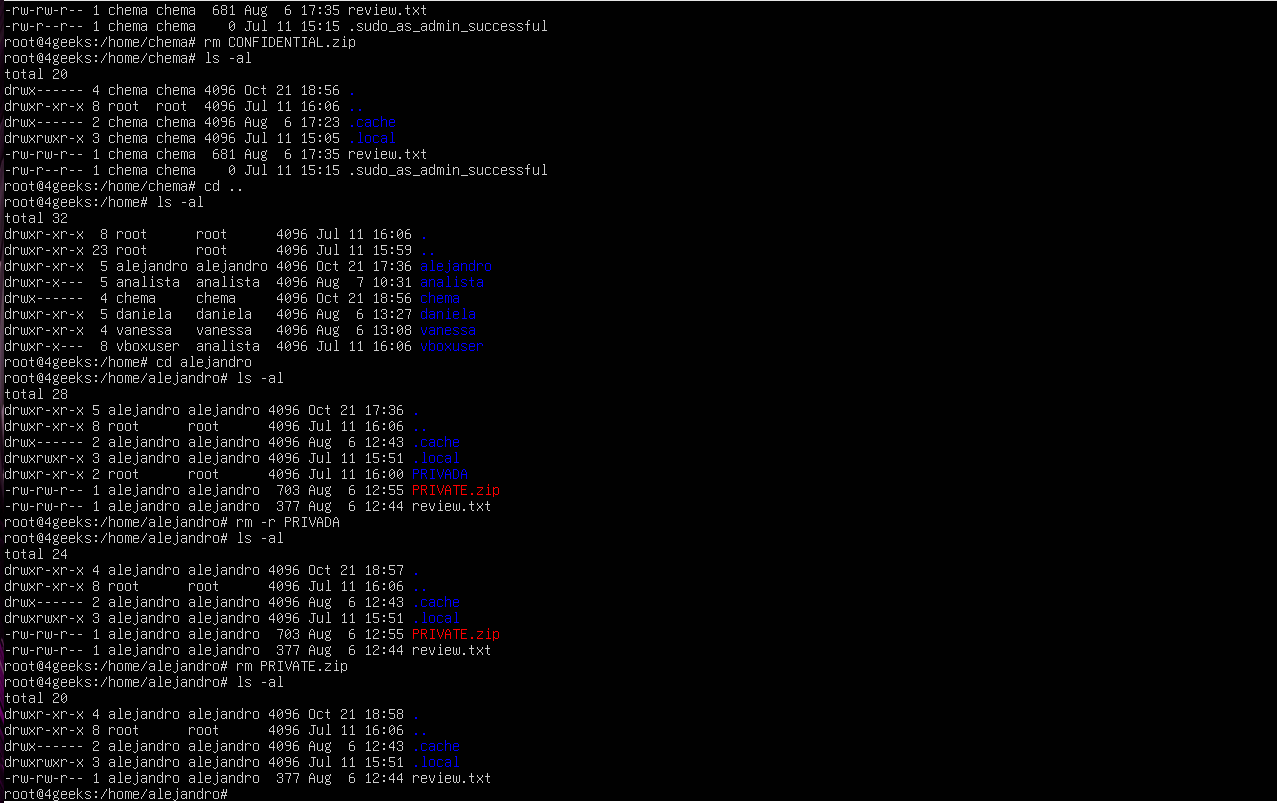 -rw-rw-r-- 1 chema chema  681 Aug  6 17:35 review.txt
-rw-r--r-- 1 chema chema    0 Jul 11 15:15 .sudo_as_admin_successful
root@4geeks:/home/chema# rm CONFIDENTIAL.zip
root@4geeks:/home/chema# ls -al
total 20
drwx------ 4 chema chema 4096 Oct 21 18:56 .
drwxr-xr-x 8 root  root  4096 Jul 11 16:06 ..
drwx------ 2 chema chema 4096 Aug  6 17:23 .cache
drwxrwxr-x 3 chema chema 4096 Jul 11 15:05 .local
-rw-rw-r-- 1 chema chema  681 Aug  6 17:35 review.txt
-rw-r--r-- 1 chema chema    0 Jul 11 15:15 .sudo_as_admin_successful
root@4geeks:/home/chema# cd ..
root@4geeks:/home# ls -al
total 32
drwxr-xr-x  8 root      root      4096 Jul 11 16:06 .
drwxr-xr-x 23 root      root      4096 Jul 11 15:59 ..
drwxr-xr-x  5 alejandro alejandro 4096 Oct 21 17:36 alejandro
drwxr-x---  5 analista  analista  4096 Aug  7 10:31 analista
drwx------  4 chema     chema     4096 Oct 21 18:56 chema
drwxr-xr-x  5 daniela   daniela   4096 Aug  6 13:27 daniela
drwxr-xr-x  4 vanessa   vanessa   4096 Aug  6 13:08 vanessa
drwxr-x---  8 vboxuser  analista  4096 Jul 11 16:06 vboxuser
root@4geeks:/home# cd alejandro
root@4geeks:/home/alejandro# ls -al
total 28
drwxr-xr-x 5 alejandro alejandro 4096 Oct 21 17:36 .
drwxr-xr-x 8 root      root      4096 Jul 11 16:06 ..
drwx------ 2 alejandro alejandro 4096 Aug  6 12:43 .cache
drwxrwxr-x 3 alejandro alejandro 4096 Jul 11 15:51 .local
drwxr-xr-x 2 root      root      4096 Jul 11 16:00 PRIVADA
-rw-rw-r-- 1 alejandro alejandro  703 Aug  6 12:55 PRIVATE.zip
-rw-rw-r-- 1 alejandro alejandro  377 Aug  6 12:44 review.txt
root@4geeks:/home/alejandro# rm -r PRIVADA
root@4geeks:/home/alejandro# ls -al
total 24
drwxr-xr-x 4 alejandro alejandro 4096 Oct 21 18:57 .
drwxr-xr-x 8 root      root      4096 Jul 11 16:06 ..
drwx------ 2 alejandro alejandro 4096 Aug  6 12:43 .cache
drwxrwxr-x 3 alejandro alejandro 4096 Jul 11 15:51 .local
-rw-rw-r-- 1 alejandro alejandro  703 Aug  6 12:55 PRIVATE.zip
-rw-rw-r-- 1 alejandro alejandro  377 Aug  6 12:44 review.txt
root@4geeks:/home/alejandro# rm PRIVATE.zip
root@4geeks:/home/alejandro# ls -al
total 20
drwxr-xr-x 4 alejandro alejandro 4096 Oct 21 18:58 .
drwxr-xr-x 8 root      root      4096 Jul 11 16:06 ..
drwx------ 2 alejandro alejandro 4096 Aug  6 12:43 .cache
drwxrwxr-x 3 alejandro alejandro 4096 Jul 11 15:51 .local
-rw-rw-r-- 1 alejandro alejandro  377 Aug  6 12:44 review.txt
root@4geeks:/home/alejandro#